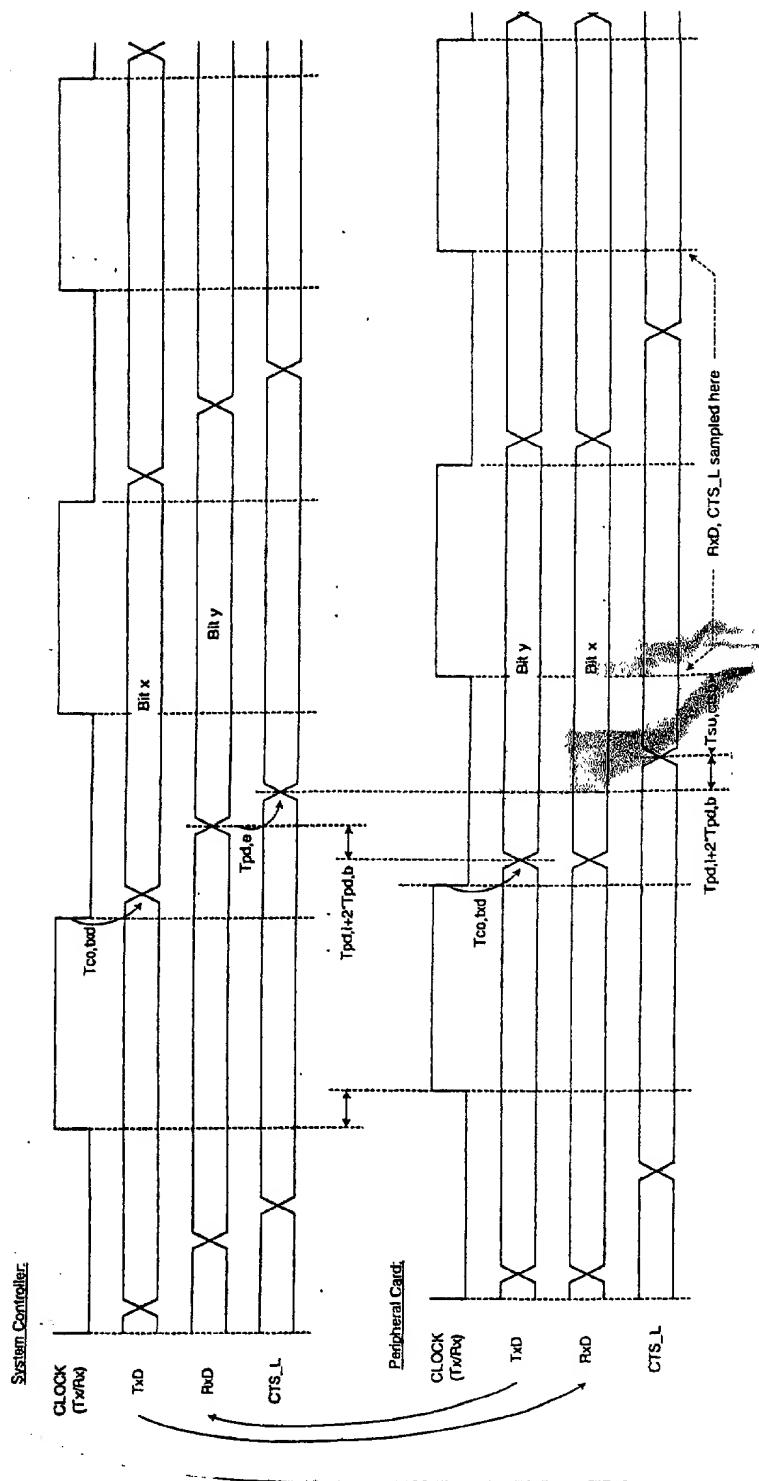 System Controller:
CLOCK
(Tx/Rx)
TxD
RxD
CTS_L
Tco,txd
Bit x
Bit y
Tpd,e
Tpd,i+2*Tpd,b
Peripheral Card:
CLOCK
(Tx/Rx)
TxD
RxD
CTS_L
Tco,txd
Bit y
Bit x
Tpd,i+2*Tpd,b
RxD, CTS_L sampled here